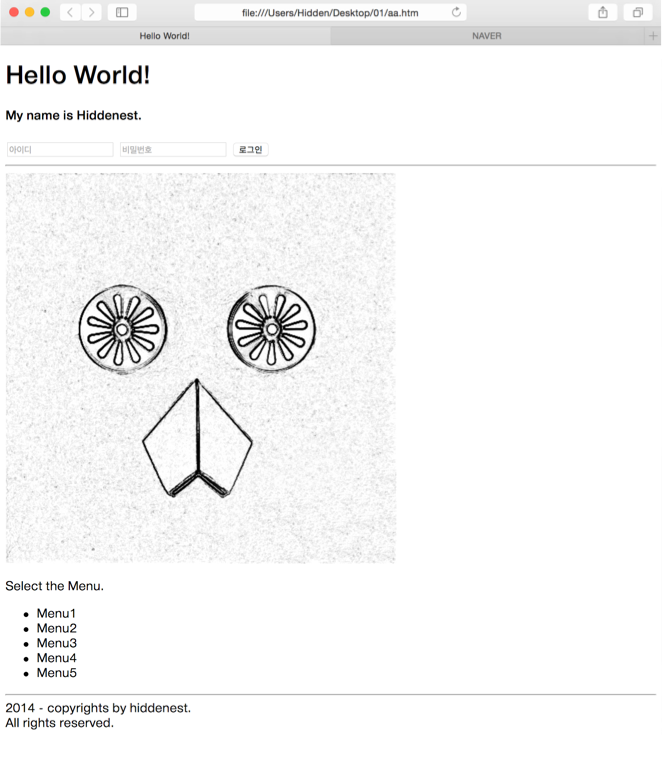 file:///Users/Hidden/Desktop/01/aa.htm
Hello World! NAVER
Hello World!
My name is Hiddenest.
아이디 비밀번호 로그인
Select the Menu.
• Menu1
• Menu2
• Menu3
• Menu4
• Menu5
2014 - copyrights by hiddenest.
All rights reserved.